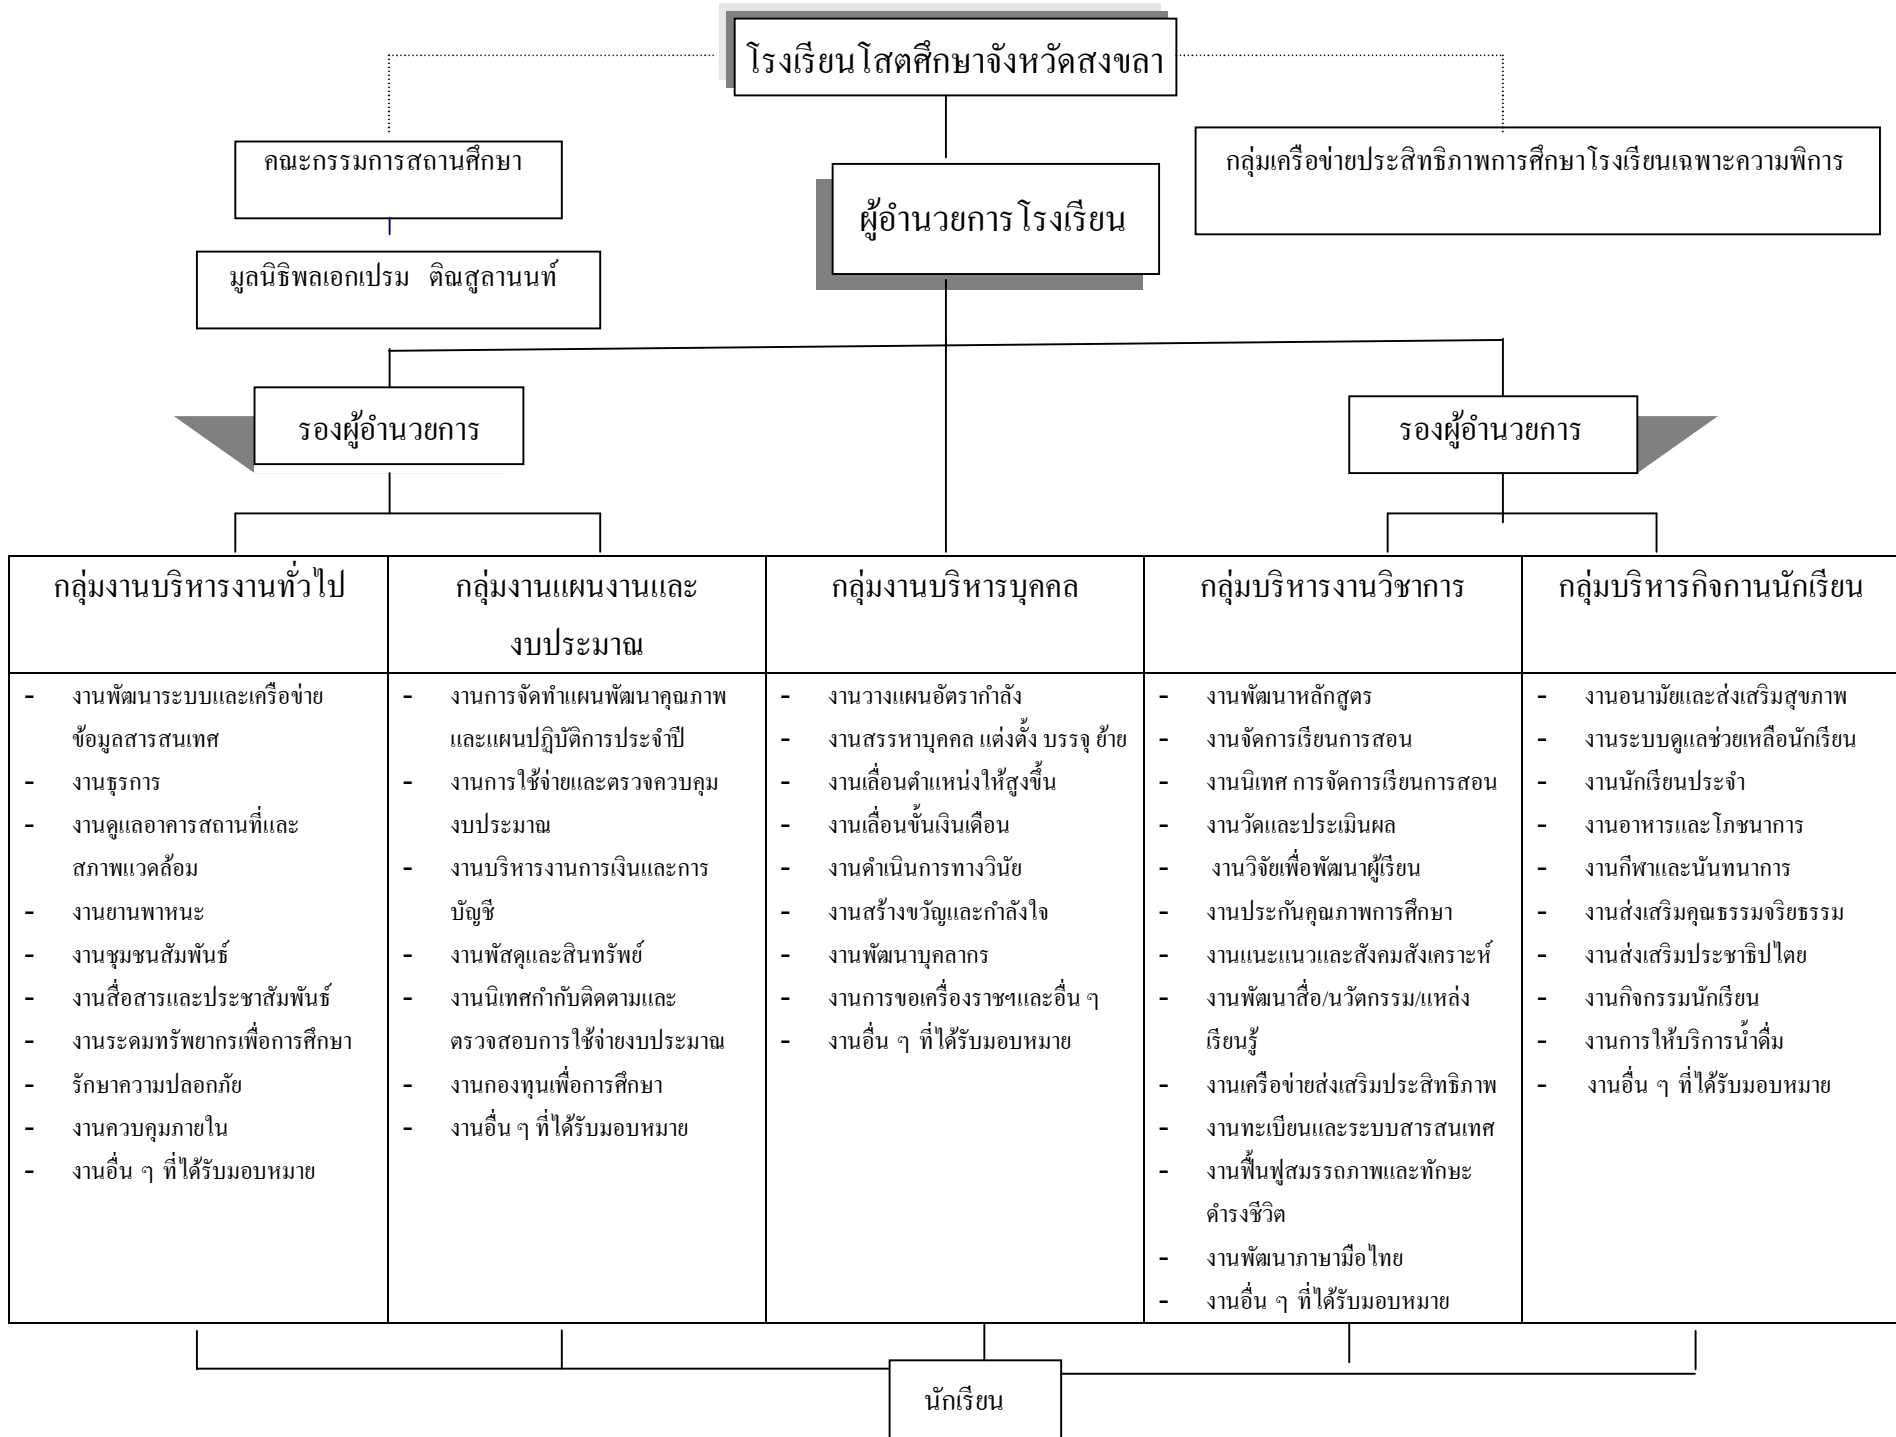 โรงเรียนโสตศึกษาจังหวัดสงขลา
คณะกรรมการสถานศึกษา
กลุ่มเครือข่ายประสิทธิภาพการศึกษาโรงเรียนเฉพาะความพิการ
ผู้อำนวยการโรงเรียน
มูลนิธิพลเอกเปรม ติณสูลานนท์
รองผู้อำนวยการ
รองผู้อำนวยการ
กลุ่มงานบริหารงานทั่วไป
กลุ่มงานแผนงานและ
งบประมาณ
กลุ่มงานบริหารบุคคล
กลุ่มบริหารงานวิชาการ
กลุ่มบริหารกิจกานนักเรียน
- งานพัฒนาระบบและเครือข่าย
ข้อมูลสารสนเทศ
- งานธุรการ
- งานดูแลอาคารสถานที่และ
สภาพแวดล้อม
- งานยานพาหนะ
- งานชุมชนสัมพันธ์
- งานสื่อสารและประชาสัมพันธ์
- งานระดมทรัพยากรเพื่อการศึกษา
- รักษาความปลอกภัย
- งานควบคุมภายใน
- งานอื่น ๆ ที่ได้รับมอบหมาย
- งานการจัดทำแผนพัฒนาคุณภาพ
และแผนปฏิบัติการประจำปี
- งานการใช้จ่ายและตรวจควบคุม
งบประมาณ
- งานบริหารงานการเงินและการ
บัญชี
- งานพัสดุและสินทรัพย์
- งานนิเทศกำกับติดตามและ
ตรวจสอบการใช้จ่ายงบประมาณ
- งานกองทุนเพื่อการศึกษา
- งานอื่น ๆ ที่ได้รับมอบหมาย
- งานวางแผนอัตรากำลัง
- งานสรรหาบุคคล แต่งตั้ง บรรจุ ย้าย
- งานเลื่อนตำแหน่งให้สูงขึ้น
- งานเลื่อนขั้นเงินเดือน
- งานดำเนินการทางวินัย
- งานสร้างขวัญและกำลังใจ
- งานพัฒนาบุคลากร
- งานการขอเครื่องราชฯและอื่น ๆ
- งานอื่น ๆ ที่ได้รับมอบหมาย
- งานพัฒนาหลักสูตร
- งานจัดการเรียนการสอน
- งานนิเทศ การจัดการเรียนการสอน
- งานวัดและประเมินผล
- งานวิจัยเพื่อพัฒนาผู้เรียน
- งานประกันคุณภาพการศึกษา
- งานแนะแนวและสังคมสังเคราะห์
- งานพัฒนาสื่อ/นวัตกรรม/แหล่ง
เรียนรู้
- งานเครือข่ายส่งเสริมประสิทธิภาพ
- งานทะเบียนและระบบสารสนเทศ
- งานฟื้นฟูสมรรถภาพและทักษะ
ดำรงชีวิต
- งานพัฒนาภาษามือไทย
- งานอื่น ๆ ที่ได้รับมอบหมาย
- งานอนามัยและส่งเสริมสุขภาพ
- งานระบบดูแลช่วยเหลือนักเรียน
- งานนักเรียนประจำ
- งานอาหารและโภชนาการ
- งานกีฬาและนันทนาการ
- งานส่งเสริมคุณธรรมจริยธรรม
- งานส่งเสริมประชาธิปไตย
- งานกิจกรรมนักเรียน
- งานการให้บริการน้ำดื่ม
- งานอื่น ๆ ที่ได้รับมอบหมาย
นักเรียน